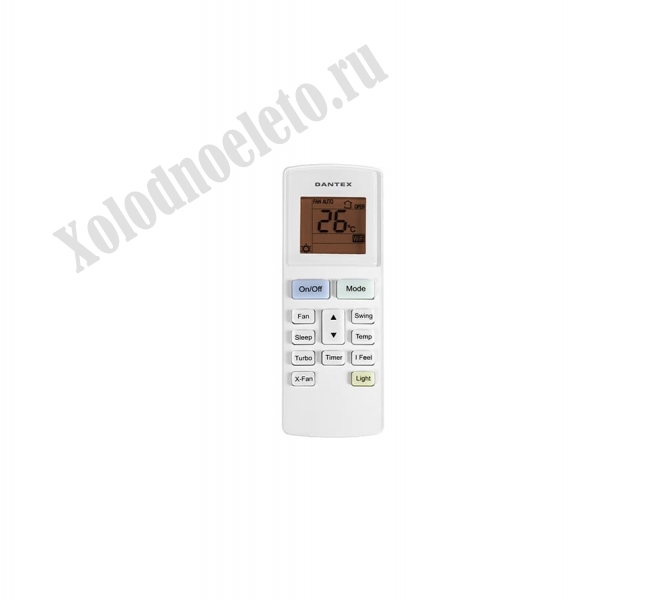 Xolodnoeleto.ru
DANTEX
FAN AUTO
OPER
26°C
On/Off Mode
Fan ▲ Swing
Sleep ▼ Temp
Turbo Timer I Feel
X-Fan Light